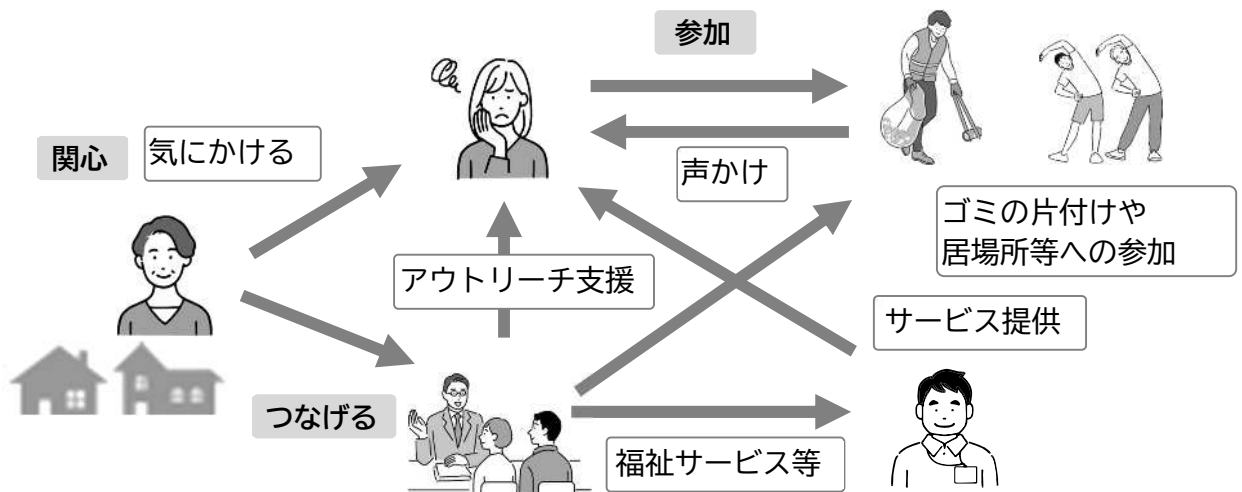 参加
関心
気にかける
声かけ
ゴミの片付けや
居場所等への参加
アウトリーチ支援
サービス提供
つなげる
福祉サービス等